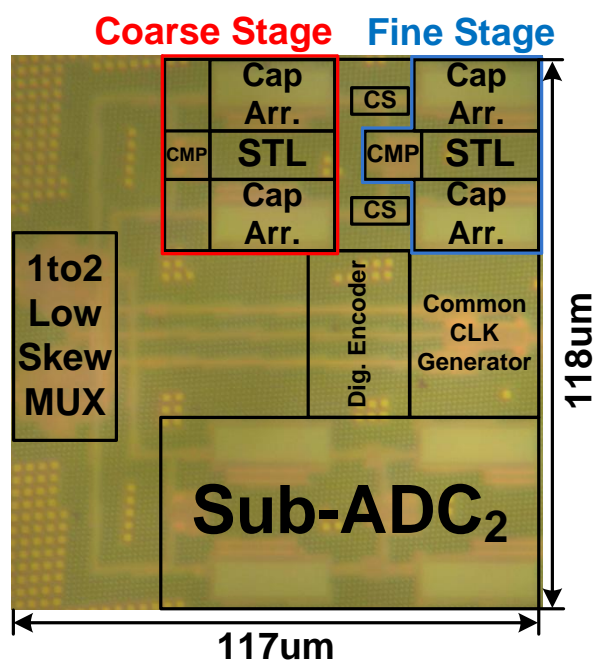 Coarse Stage
Fine Stage
Cap
Arr.
CS
Cap
Arr.
CMP
STL
CMP
STL
Cap
Arr.
CS
Cap
Arr.
1to2
Low
Skew
MUX
Dig. Encoder
Common
CLK
Generator
118um
Sub-ADC₂
117um